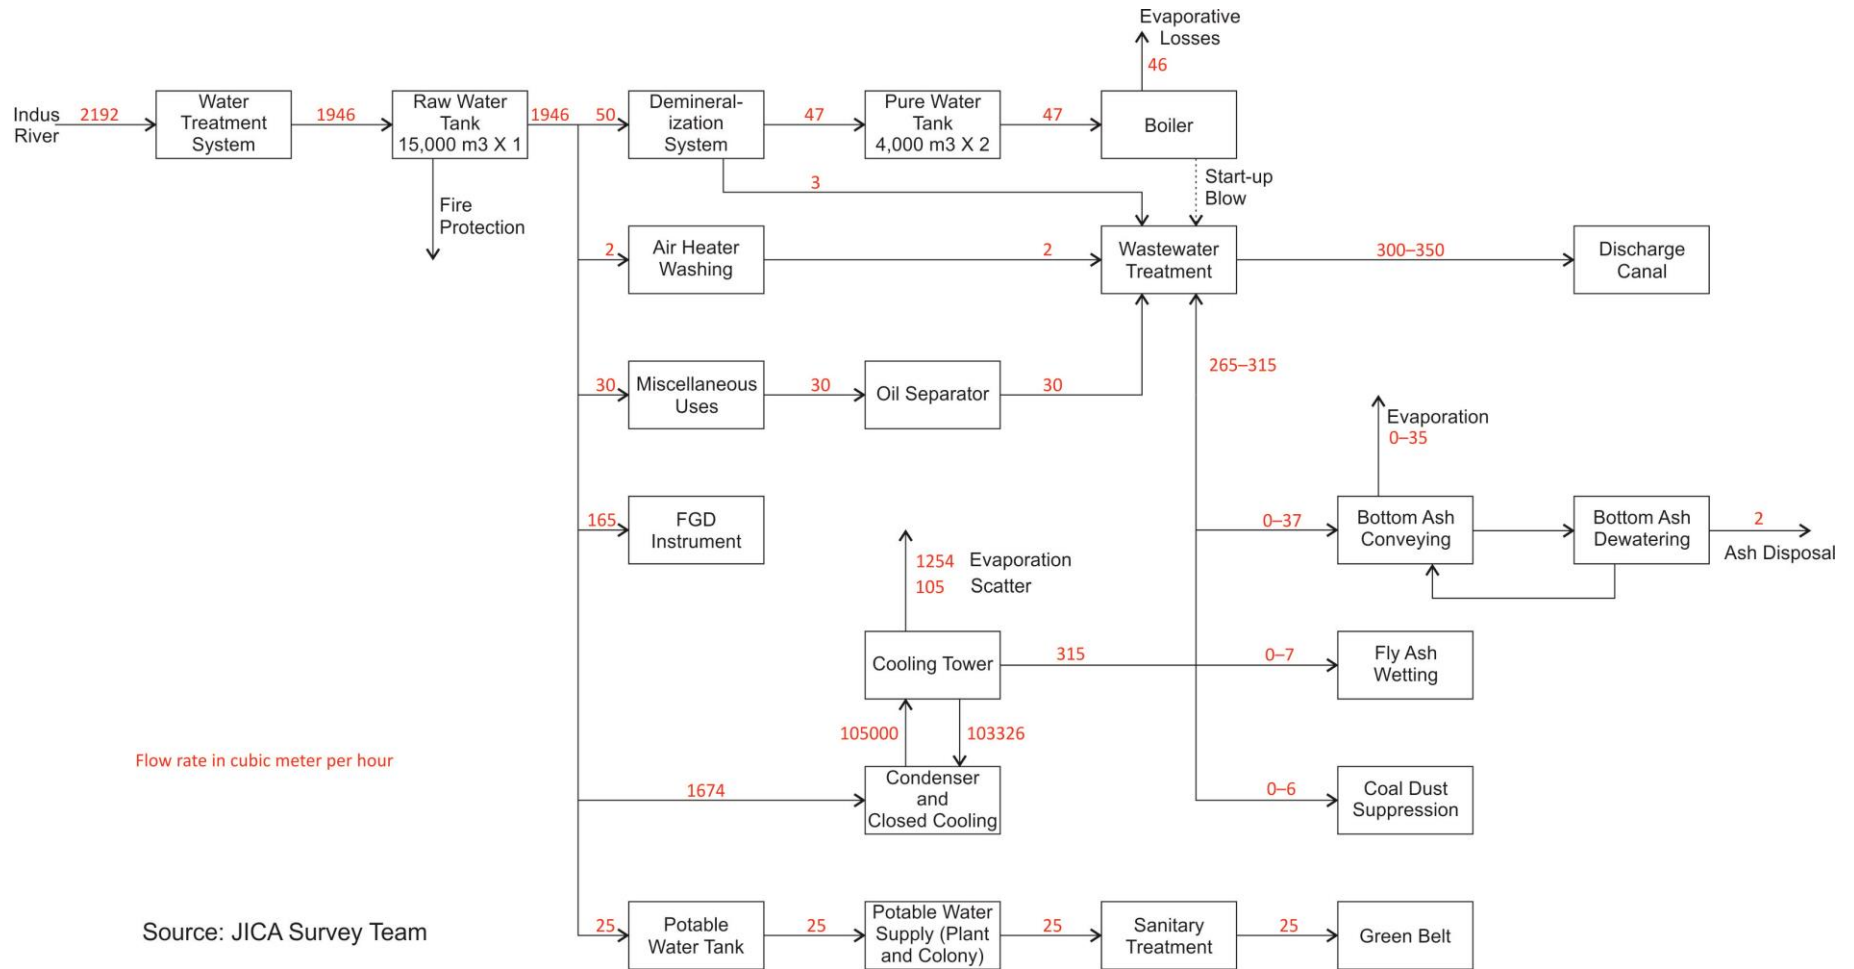 Evaporative
Losses
46
Indus
River
2192
Water
Treatment
System
1946
Raw Water
Tank
15,000 m3 X 1
1946
50
Demineral-
ization
System
47
Pure Water
Tank
4,000 m3 X 2
47
Boiler
Fire
Protection
3
Start-up
Blow
2
Air Heater
Washing
2
Wastewater
Treatment
300–350
Discharge
Canal
265–315
30
Miscellaneous
Uses
30
Oil Separator
30
Evaporation
0–35
165
FGD
Instrument
0–37
Bottom Ash
Conveying
Bottom Ash
Dewatering
2
Ash Disposal
1254 Evaporation
105 Scatter
Cooling Tower
315
0–7
Fly Ash
Wetting
105000
103326
Flow rate in cubic meter per hour
1674
Condenser
and
Closed Cooling
0–6
Coal Dust
Suppression
Source: JICA Survey Team
25
Potable
Water Tank
25
Potable Water
Supply (Plant
and Colony)
25
Sanitary
Treatment
25
Green Belt